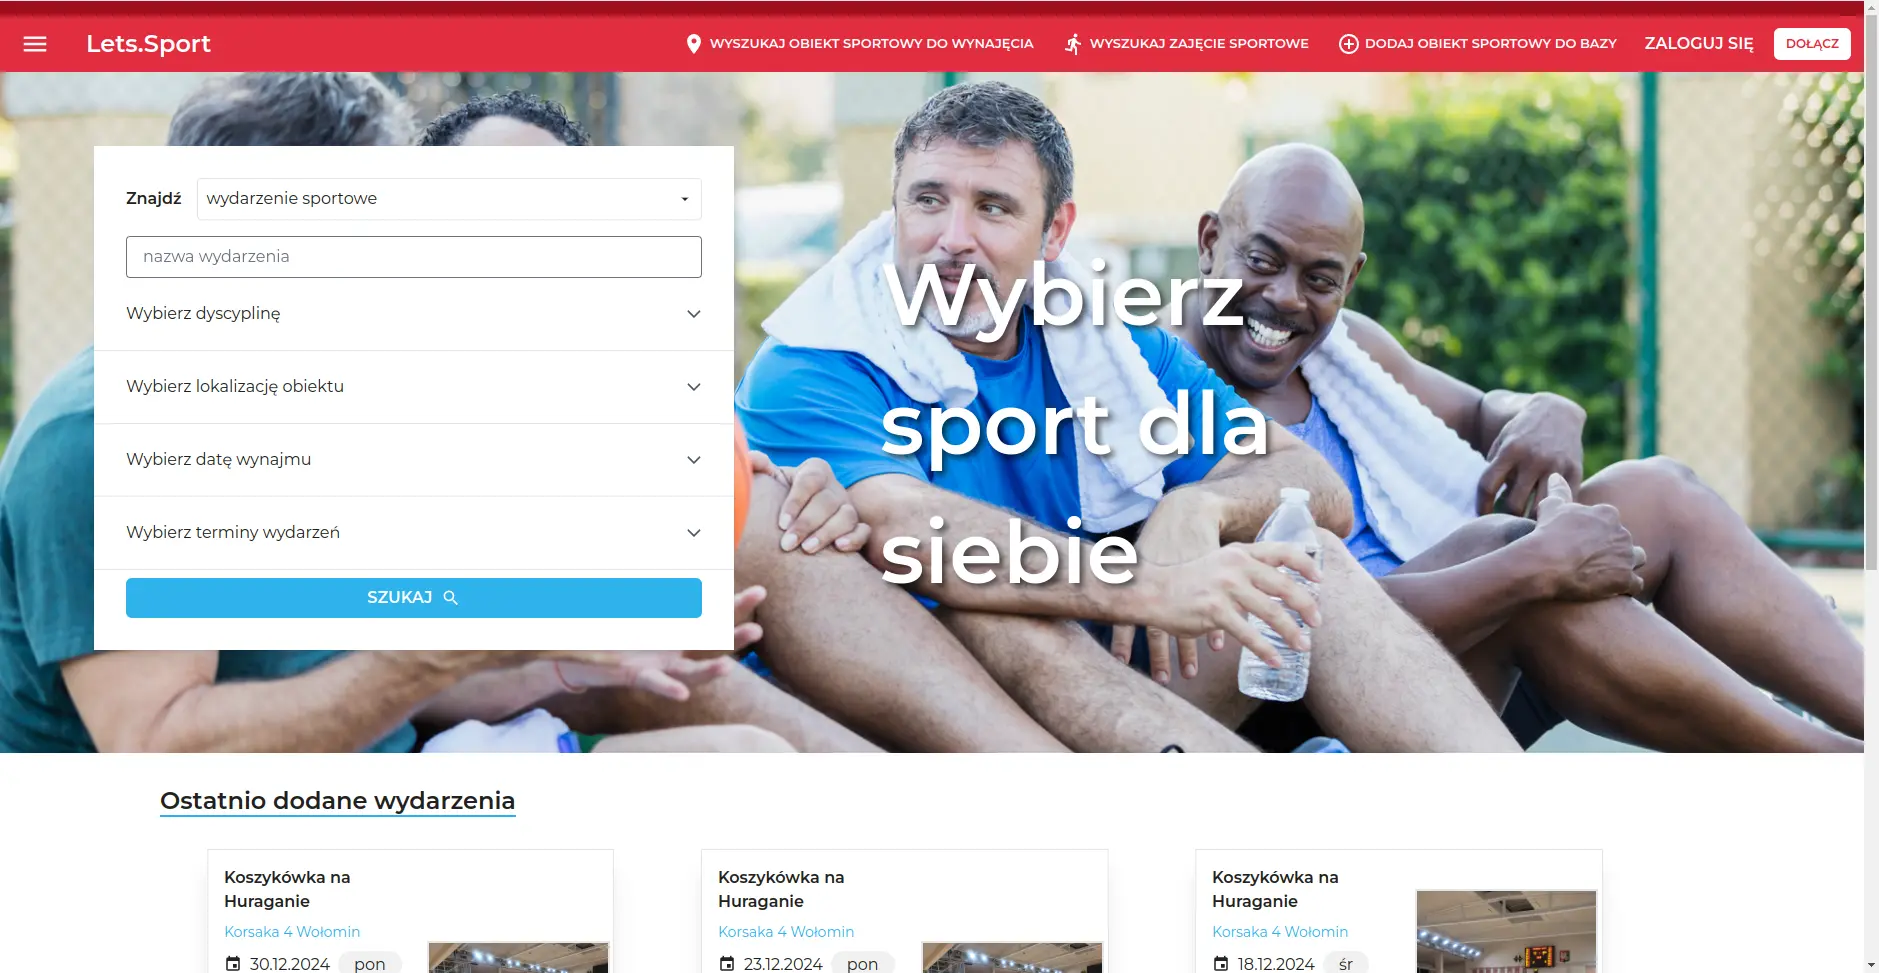 Lets.Sport
WYSZUKAJ OBIEKT SPORTOWY DO WYNAJĘCIA
WYSZUKAJ ZAJĘCIE SPORTOWE
DODAJ OBIEKT SPORTOWY DO BAZY
ZALOGUJ SIĘ
DOŁĄCZ
Znajdź
wydarzenie sportowe
nazwa wydarzenia
Wybierz dyscyplinę
Wybierz lokalizację obiektu
Wybierz datę wynajmu
Wybierz terminy wydarzeń
SZUKAJ
Wybierz
sport dla
siebie
Ostatnio dodane wydarzenia
Koszykówka na
Huraganie
Korsaka 4 Wołomin
30.12.2024 pon
Koszykówka na
Huraganie
Korsaka 4 Wołomin
23.12.2024 pon
Koszykówka na
Huraganie
Korsaka 4 Wołomin
18.12.2024 śr